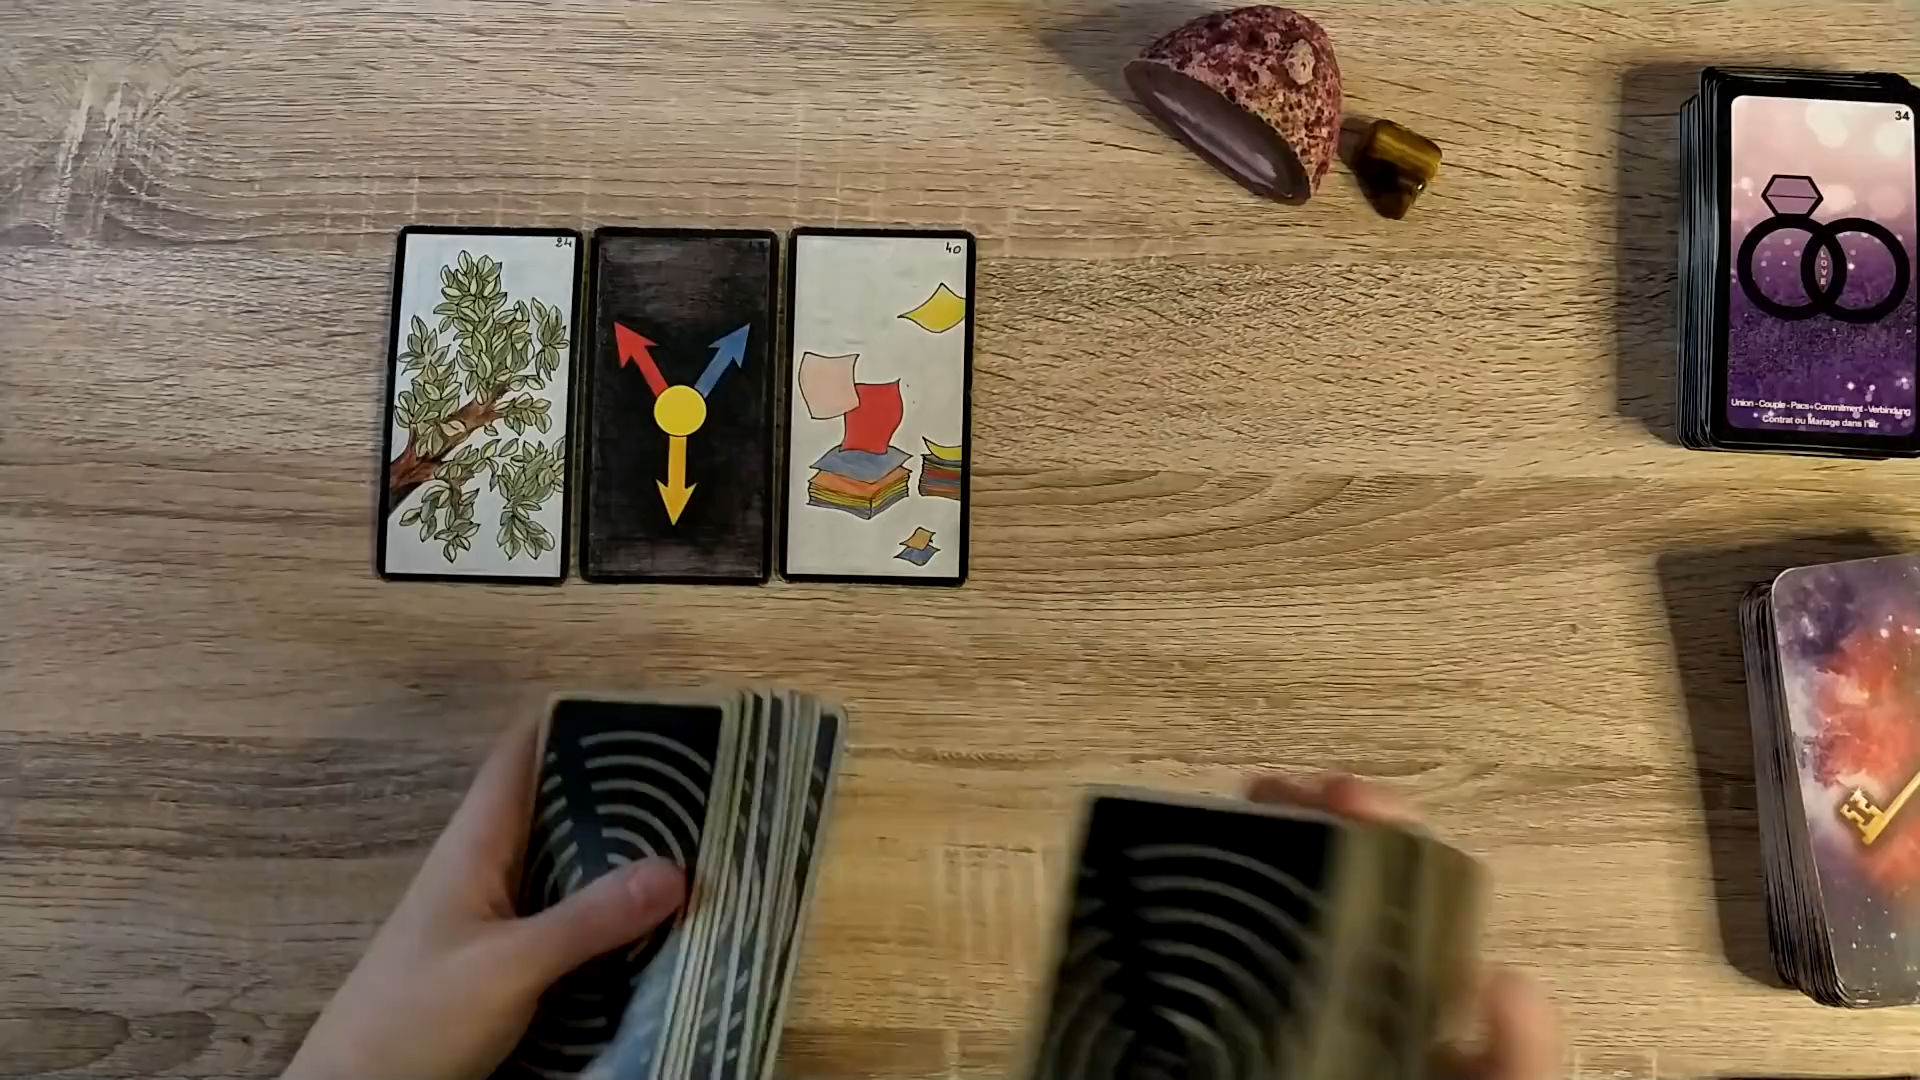 24
40
34
LOVE
Union - Couple - Pacs - Commitment - Verbindung
Contrat ou Mariage dans l'air